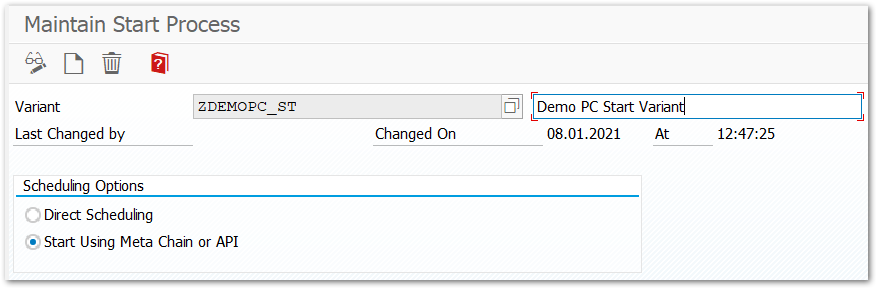 Maintain Start Process
Variant ZDEMOPC_ST Demo PC Start Variant
Last Changed by Changed On 08.01.2021 At 12:47:25
Scheduling Options
Direct Scheduling
Start Using Meta Chain or API